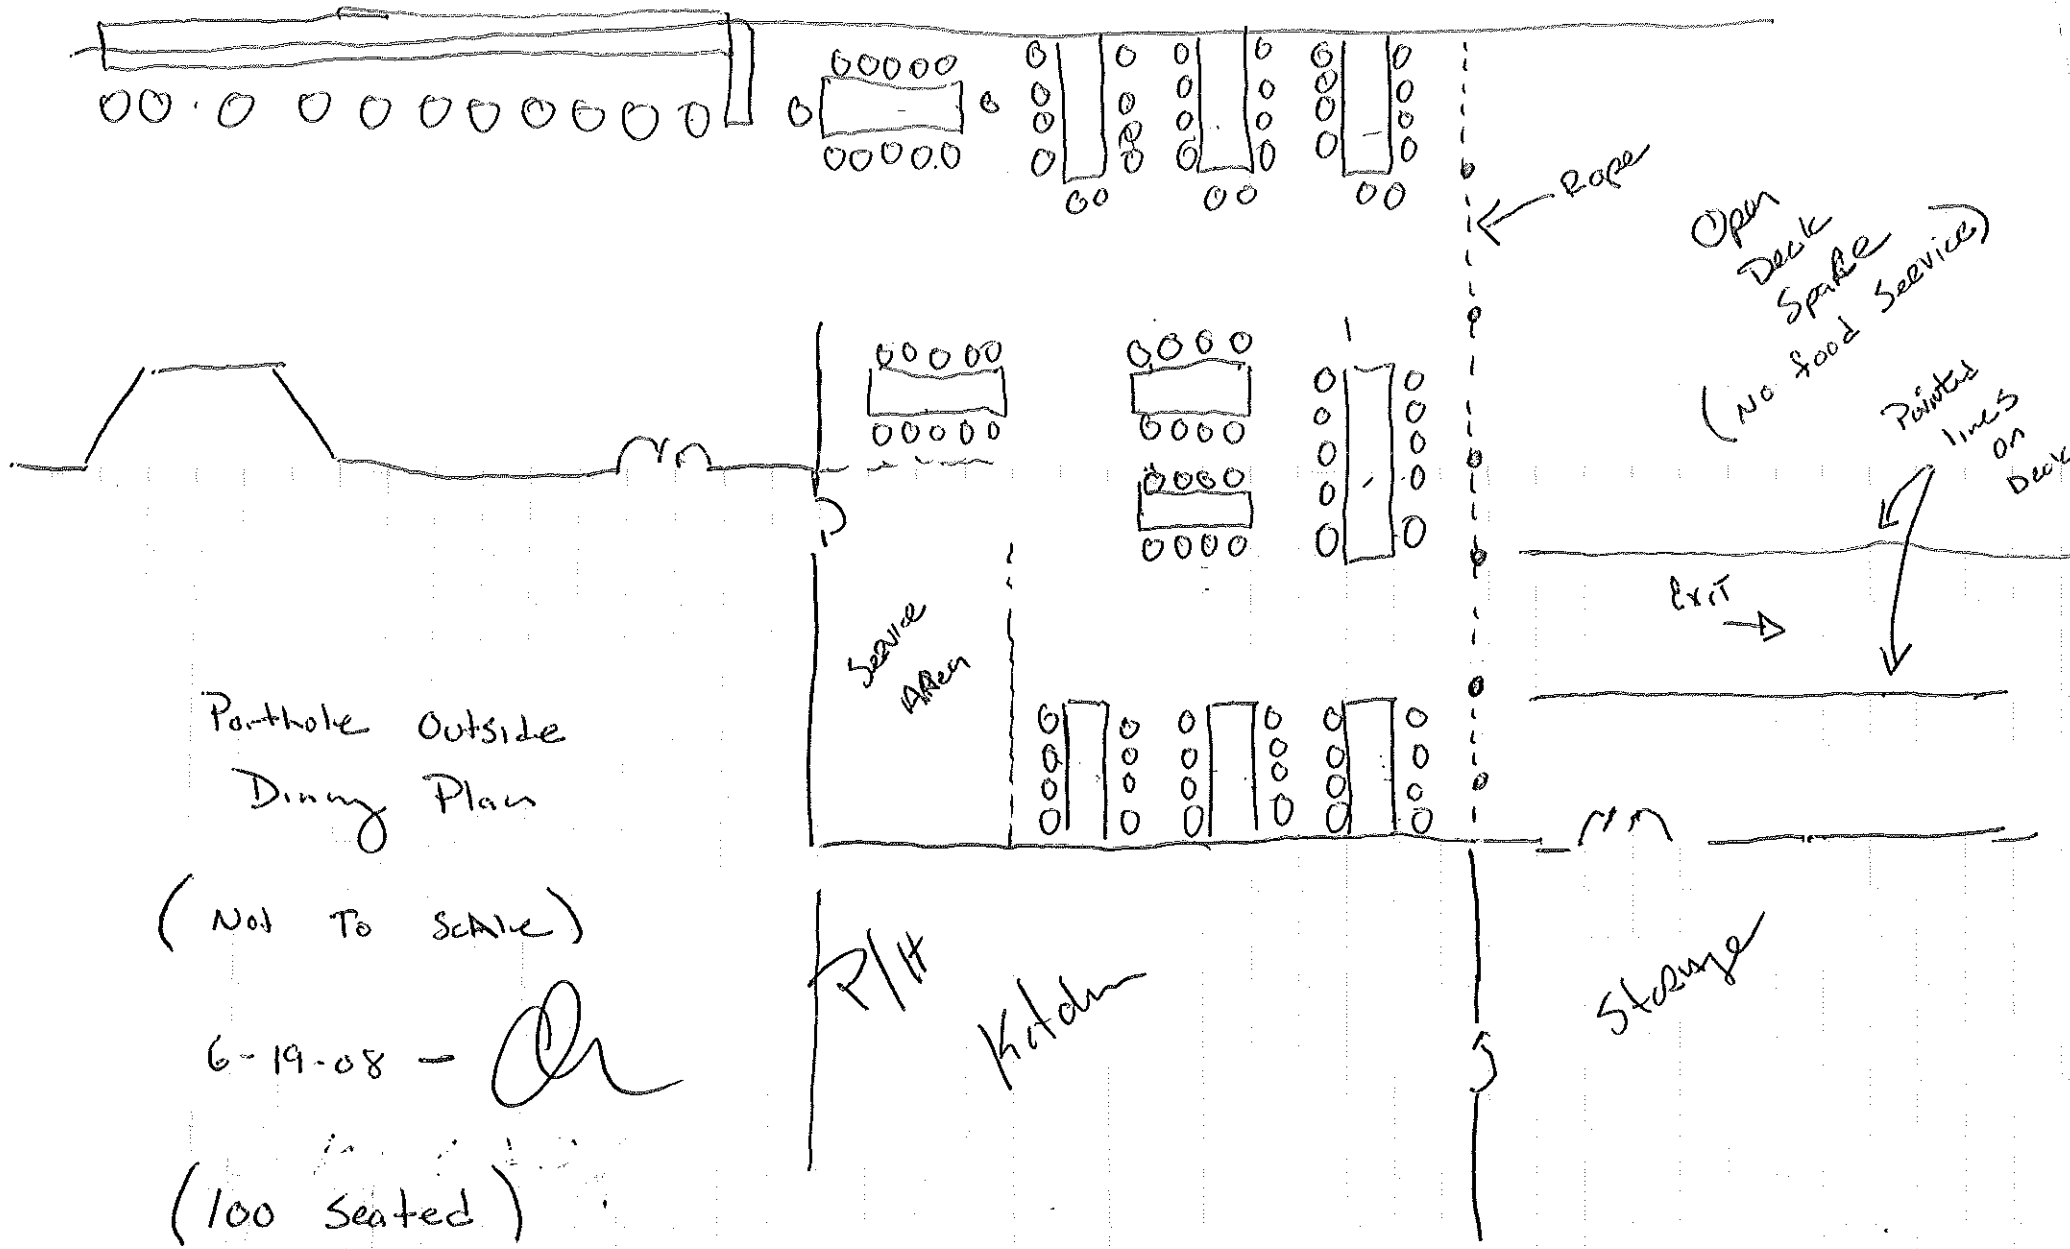 Rope
Open
Deck
Space
(No food Service)
Painted
lines
on
Deck
Exit
Service
Area
Porthole Outside
Dining Plan
(Not To Scale)
6-19-08 -
(100 Seated)
P/H
Kitchen
Storage